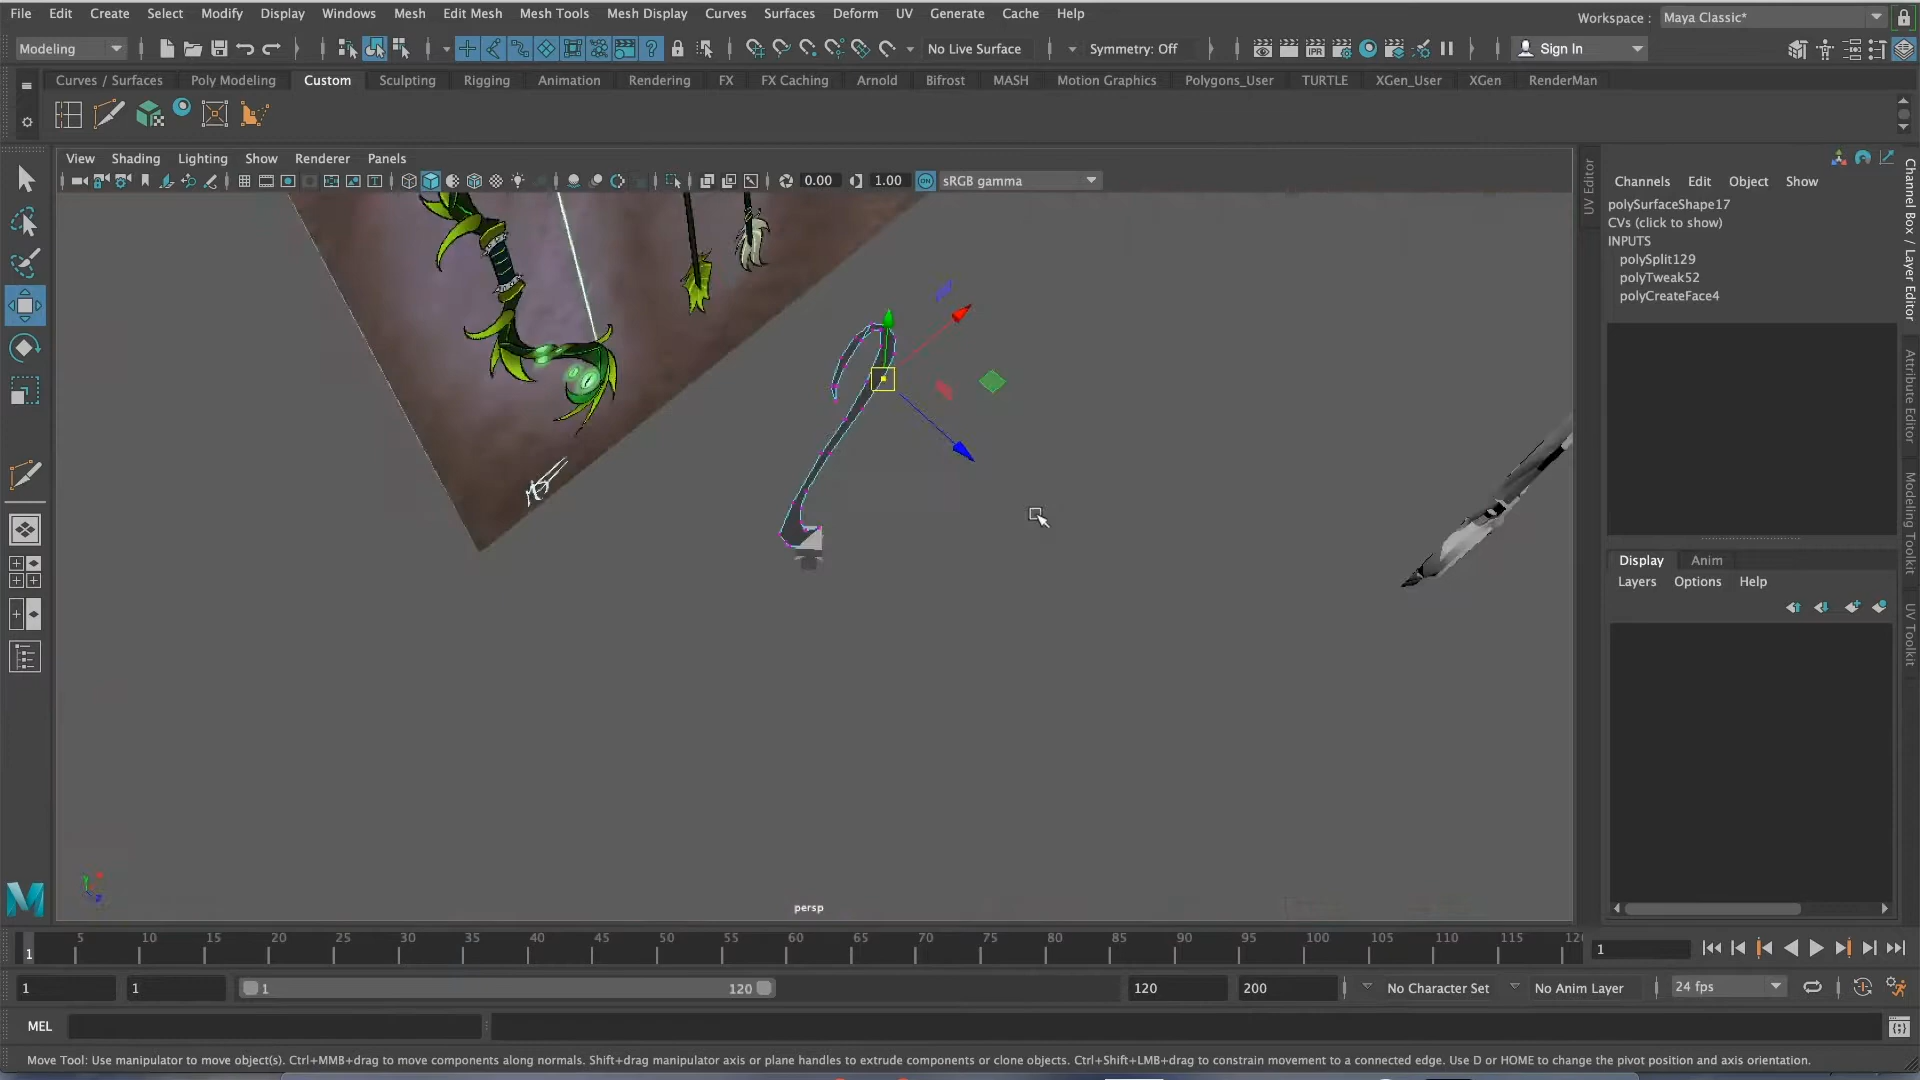 File Edit Create Select Modify Display Windows Mesh Edit Mesh Mesh Tools Mesh Display Curves Surfaces Deform UV Generate Cache Help
Workspace : Maya Classic*
Modeling No Live Surface Symmetry: Off Sign In
Curves / Surfaces Poly Modeling Custom Sculpting Rigging Animation Rendering FX FX Caching Arnold Bifrost MASH Motion Graphics Polygons_User TURTLE XGen_User XGen RenderMan
View Shading Lighting Show Renderer Panels
0.00 1.00 sRGB gamma
UV Editor
Channels Edit Object Show
polySurfaceShape17
CVs (click to show)
INPUTS
polySplit129
polyTweak52
polyCreateFace4
Channel Box / Layer Editor
Attribute Editor
Modeling Toolkit
UV Toolkit
Display Anim
Layers Options Help
persp
5 10 15 20 25 30 35 40 45 50 55 60 65 70 75 80 85 90 95 100 105 110 115 12
1 1
1 1 1 120 120 200 No Character Set No Anim Layer 24 fps
MEL
Move Tool: Use manipulator to move object(s). Ctrl+MMB+drag to move components along normals. Shift+drag manipulator axis or plane handles to extrude components or clone objects. Ctrl+Shift+LMB+drag to constrain movement to a connected edge. Use D or HOME to change the pivot position and axis orientation.